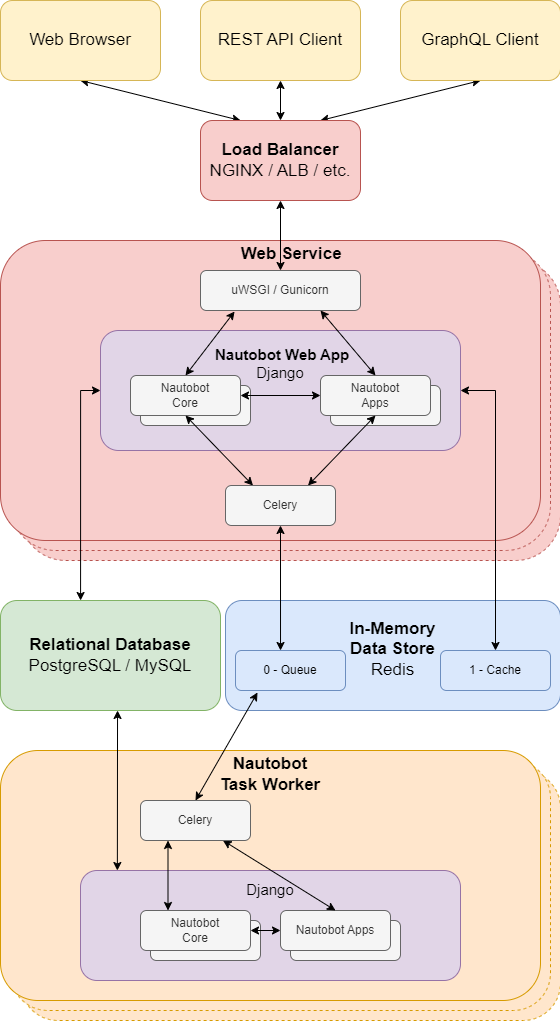 Web Browser
REST API Client
GraphQL Client
Load Balancer
NGINX / ALB / etc.
Web Service
uWSGI / Gunicorn
Nautobot Web App
Django
Nautobot
Core
Nautobot
Apps
Celery
Relational Database
PostgreSQL / MySQL
In-Memory
Data Store
Redis
0 - Queue
1 - Cache
Nautobot
Task Worker
Celery
Django
Nautobot
Core
Nautobot Apps